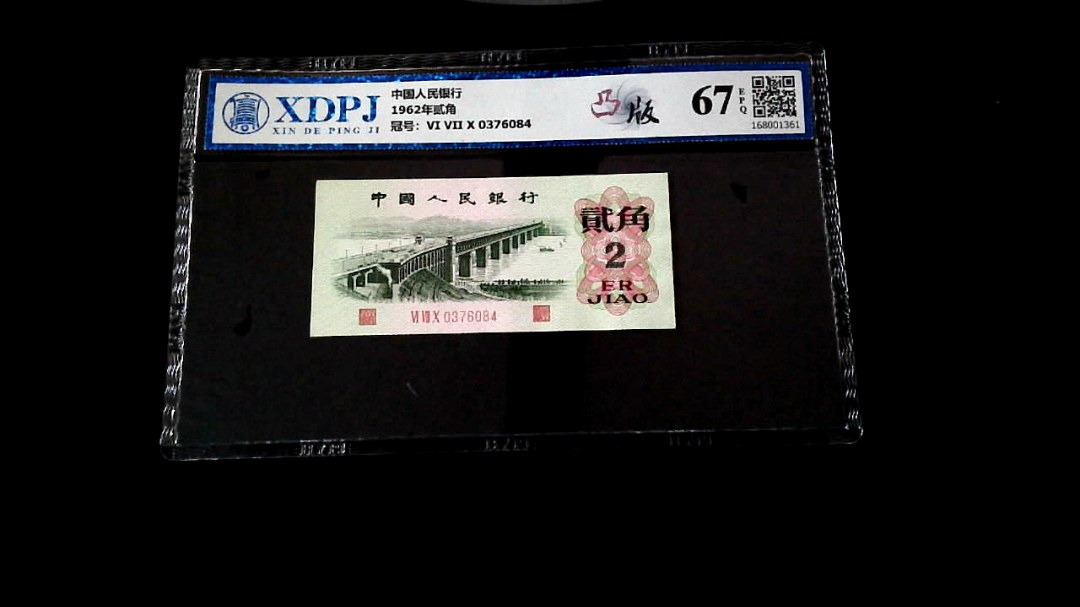 XDPJ
XIN DE PING JI
中国人民银行
1962年贰角
冠号: VI VII X 0376084
凸版
67
EPQ
168001361
中國人民銀行
貳角
2
ER
JIAO
VI VII X 0376084